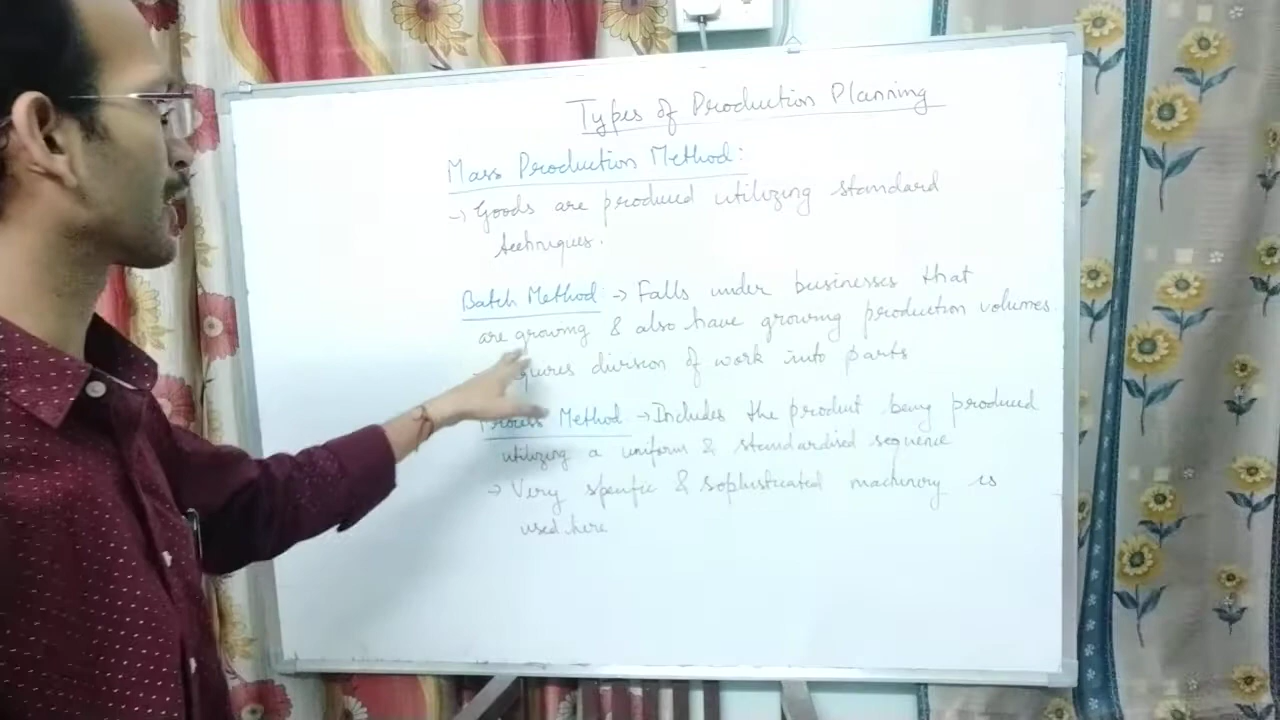 Types of Production Planning
Mass Production Method:
→ Goods are produced utilizing standard
techniques.
Batch Method: → Falls under businesses that
are growing & also have growing production volumes.
division of work into parts
Process Method → Includes the product being produced
utilizing a uniform & standardised sequence
→ Very specific & sophisticated machinery is
used here